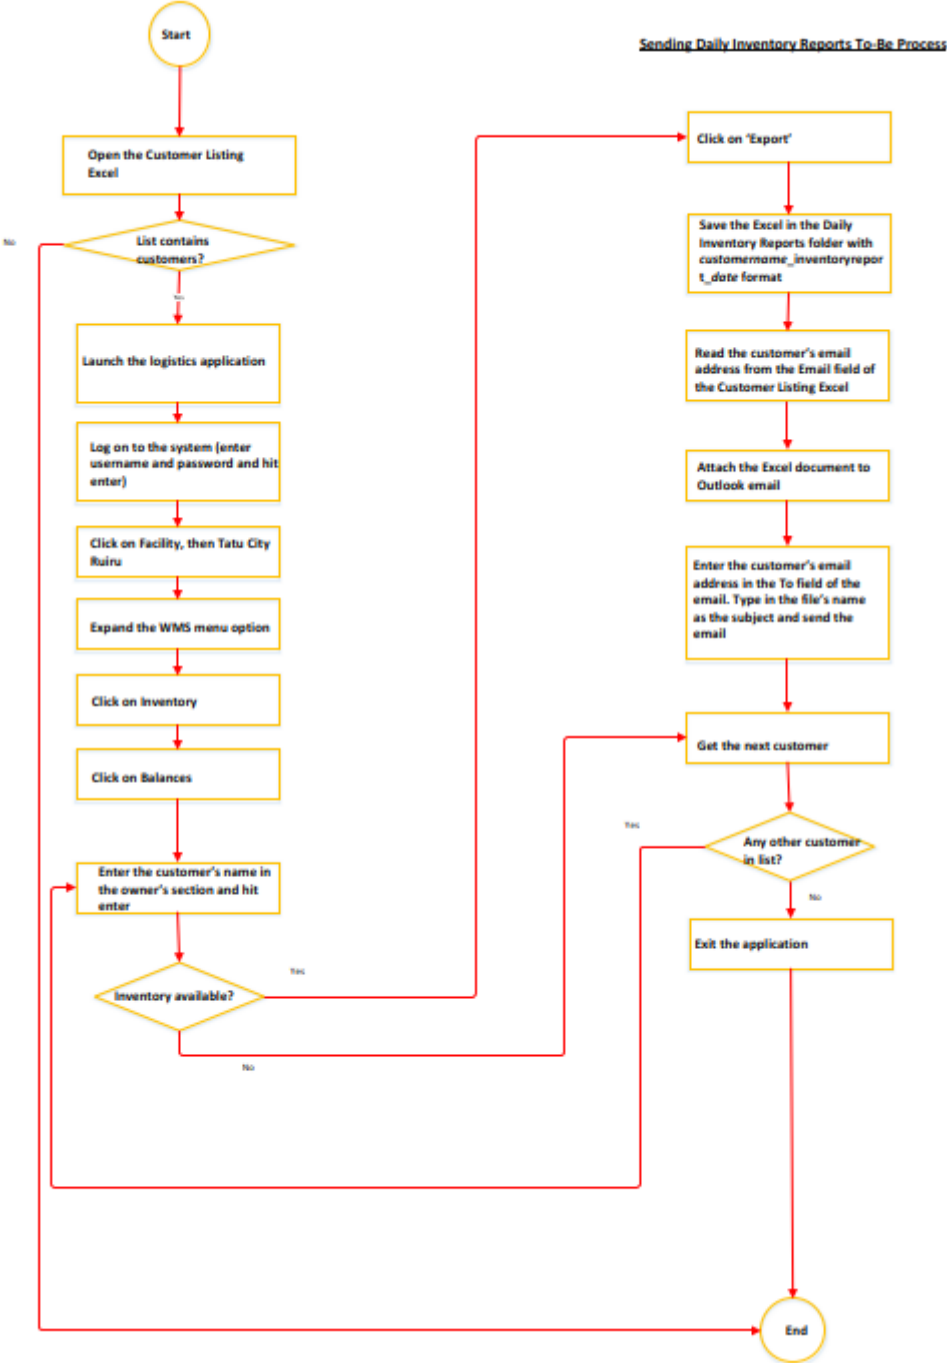 Start
Sending Daily Inventory Reports To-Be Process
Open the Customer Listing
Excel
No
List contains
customers?
Yes
Launch the logistics application
Log on to the system (enter
username and password and hit
enter)
Click on Facility, then Tatu City
Ruiru
Expand the WMS menu option
Click on Inventory
Click on Balances
Enter the customer's name in
the owner's section and hit
enter
Inventory available?
Yes
No
Click on 'Export'
Save the Excel in the Daily
Inventory Reports folder with
customername_inventoryrepor
t_date format
Read the customer's email
address from the Email field of
the Customer Listing Excel
Attach the Excel document to
Outlook email
Enter the customer's email
address in the To field of the
email. Type in the file's name
as the subject and send the
email
Get the next customer
Yes
Any other customer
in list?
No
Exit the application
End